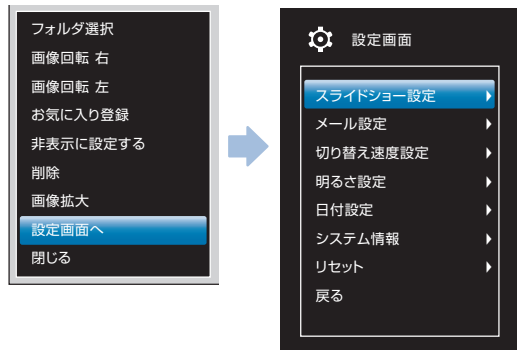 フォルダ選択
画像回転 右
画像回転 左
お気に入り登録
非表示に設定する
削除
画像拡大
設定画面へ
閉じる
設定画面
スライドショー設定
メール設定
切り替え速度設定
明るさ設定
日付設定
システム情報
リセット
戻る